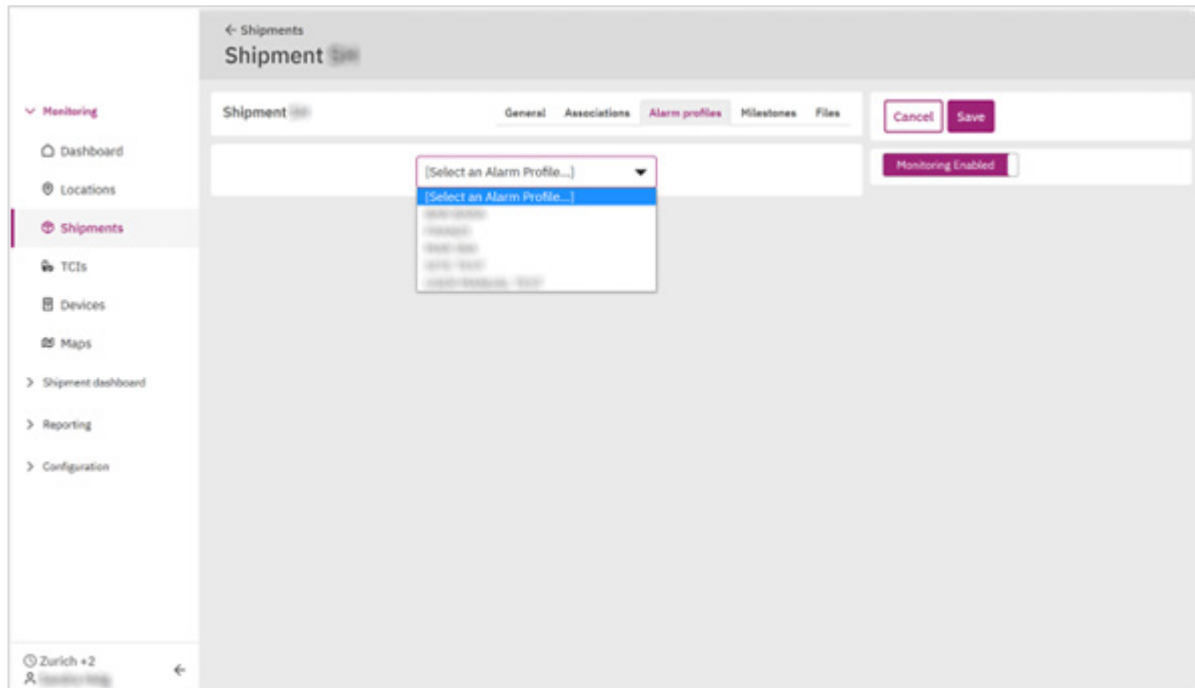 ← Shipments
Shipment
Monitoring
Dashboard
Locations
Shipments
TCIs
Devices
Maps
Shipment dashboard
Reporting
Configuration
Zurich +2
Shipment
General Associations Alarm profiles Milestones Files
[Select an Alarm Profile...]
[Select an Alarm Profile...]
Cancel Save
Monitoring Enabled